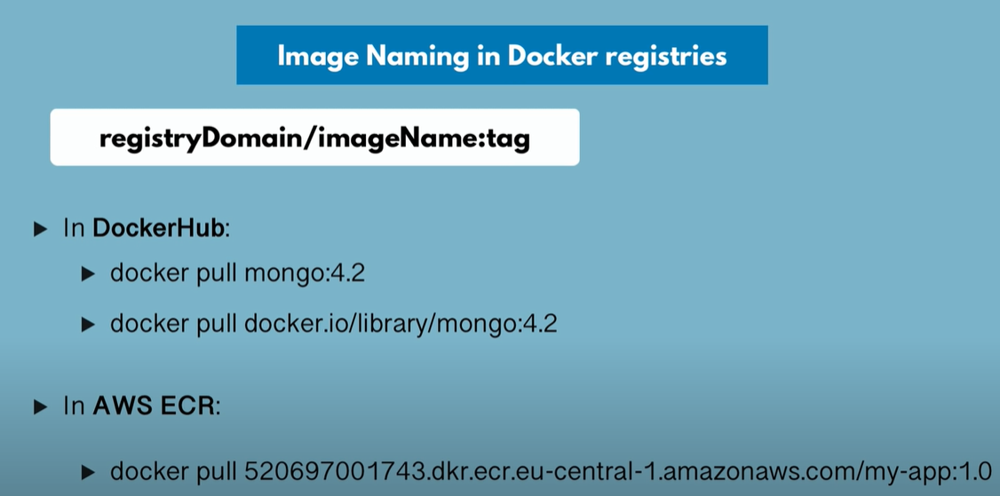 Image Naming in Docker registries
registryDomain/imageName:tag
In DockerHub:
docker pull mongo:4.2
docker pull docker.io/library/mongo:4.2
In AWS ECR:
docker pull 520697001743.dkr.ecr.eu-central-1.amazonaws.com/my-app:1.0